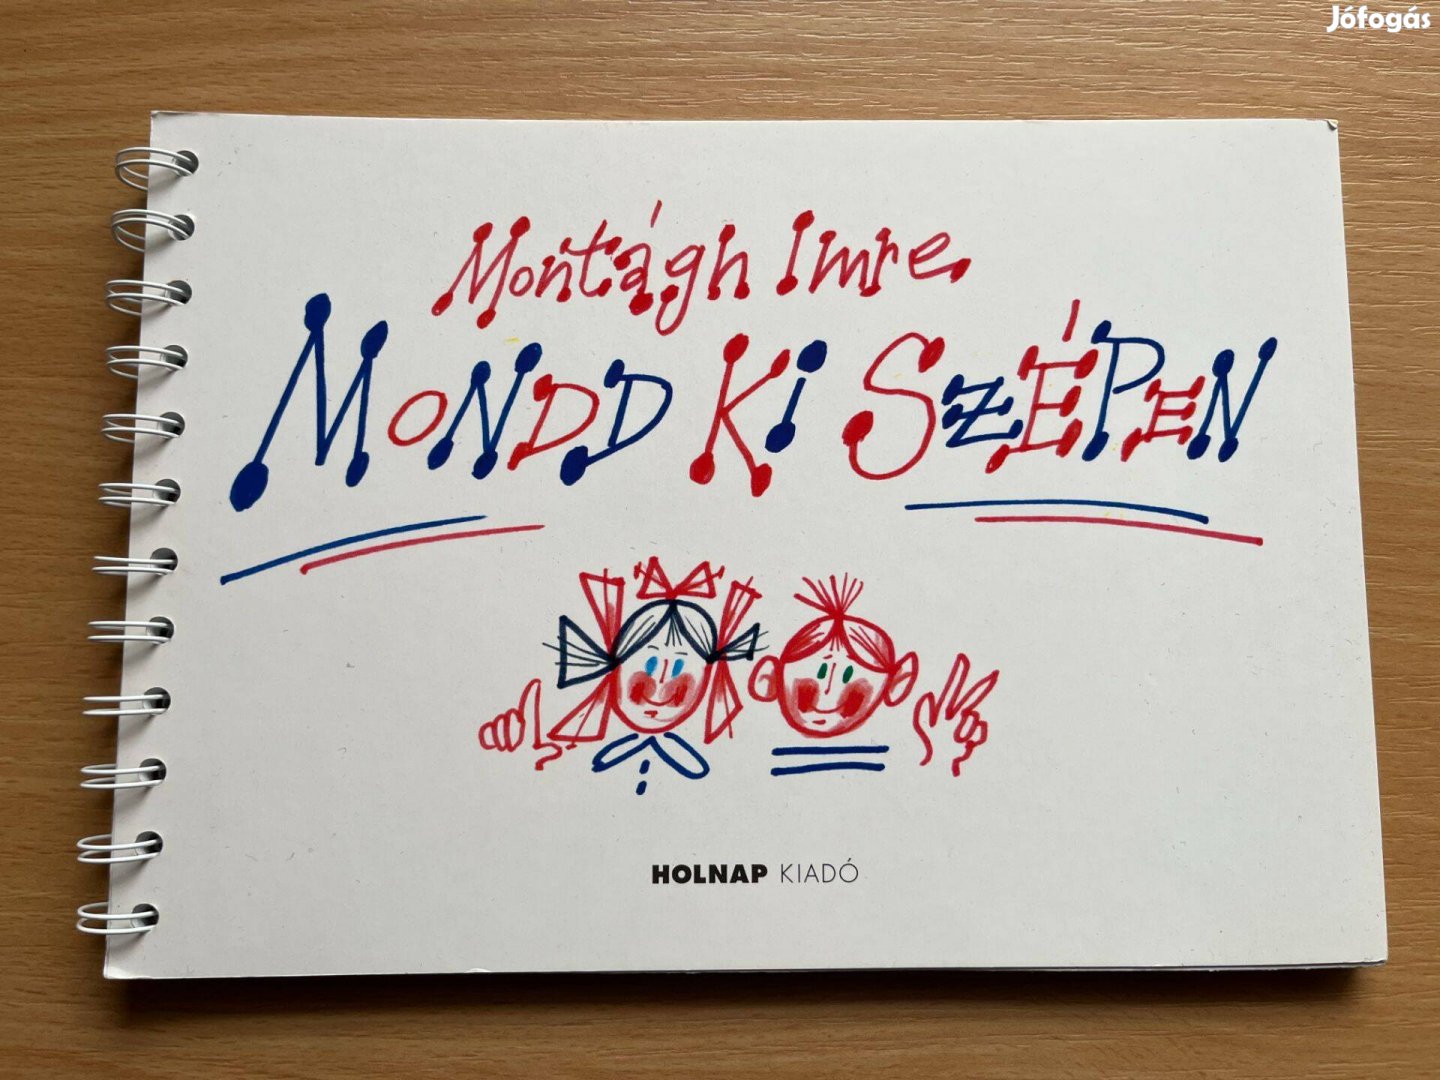 Jófogás
Montágh Imre
MONDD KI SZÉPEN
HOLNAP KIADÓ